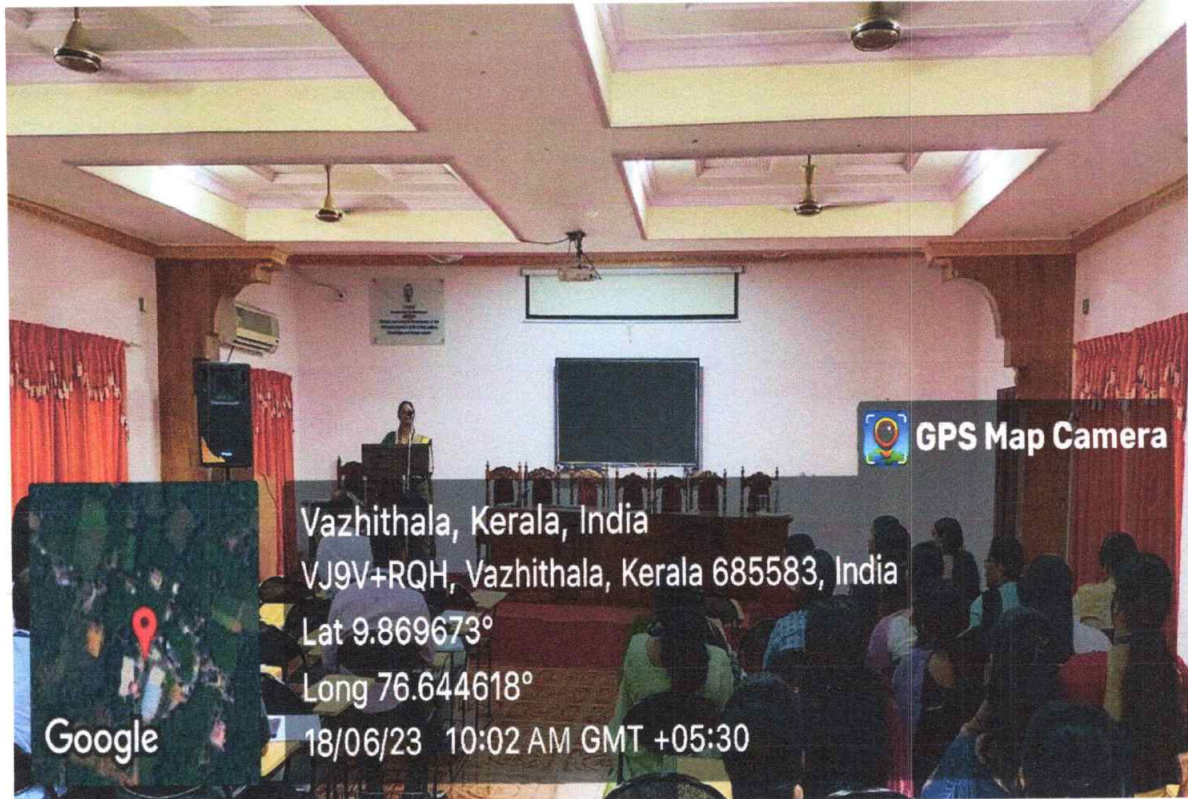 GPS Map Camera
Vazhithala, Kerala, India
VJ9V+RQH, Vazhithala, Kerala 685583, India
Lat 9.869673°
Long 76.644618°
18/06/23 10:02 AM GMT +05:30
Google